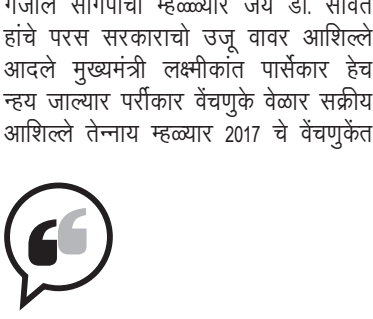 गजाल सांगपाची म्हळ्ळ्यार जय डॉ. सावंत
हांचे परस सरकाराचो उजू वावर आशिल्ले
आदले मुख्यमंत्री लक्ष्मीकांत पार्सेकार हेच
न्हय जाल्यार पर्रीकार वेंचणुके वेळार सक्रीय
आशिल्ले तेन्नाय म्हळ्यार 2017 चे वेंचणुकेंत